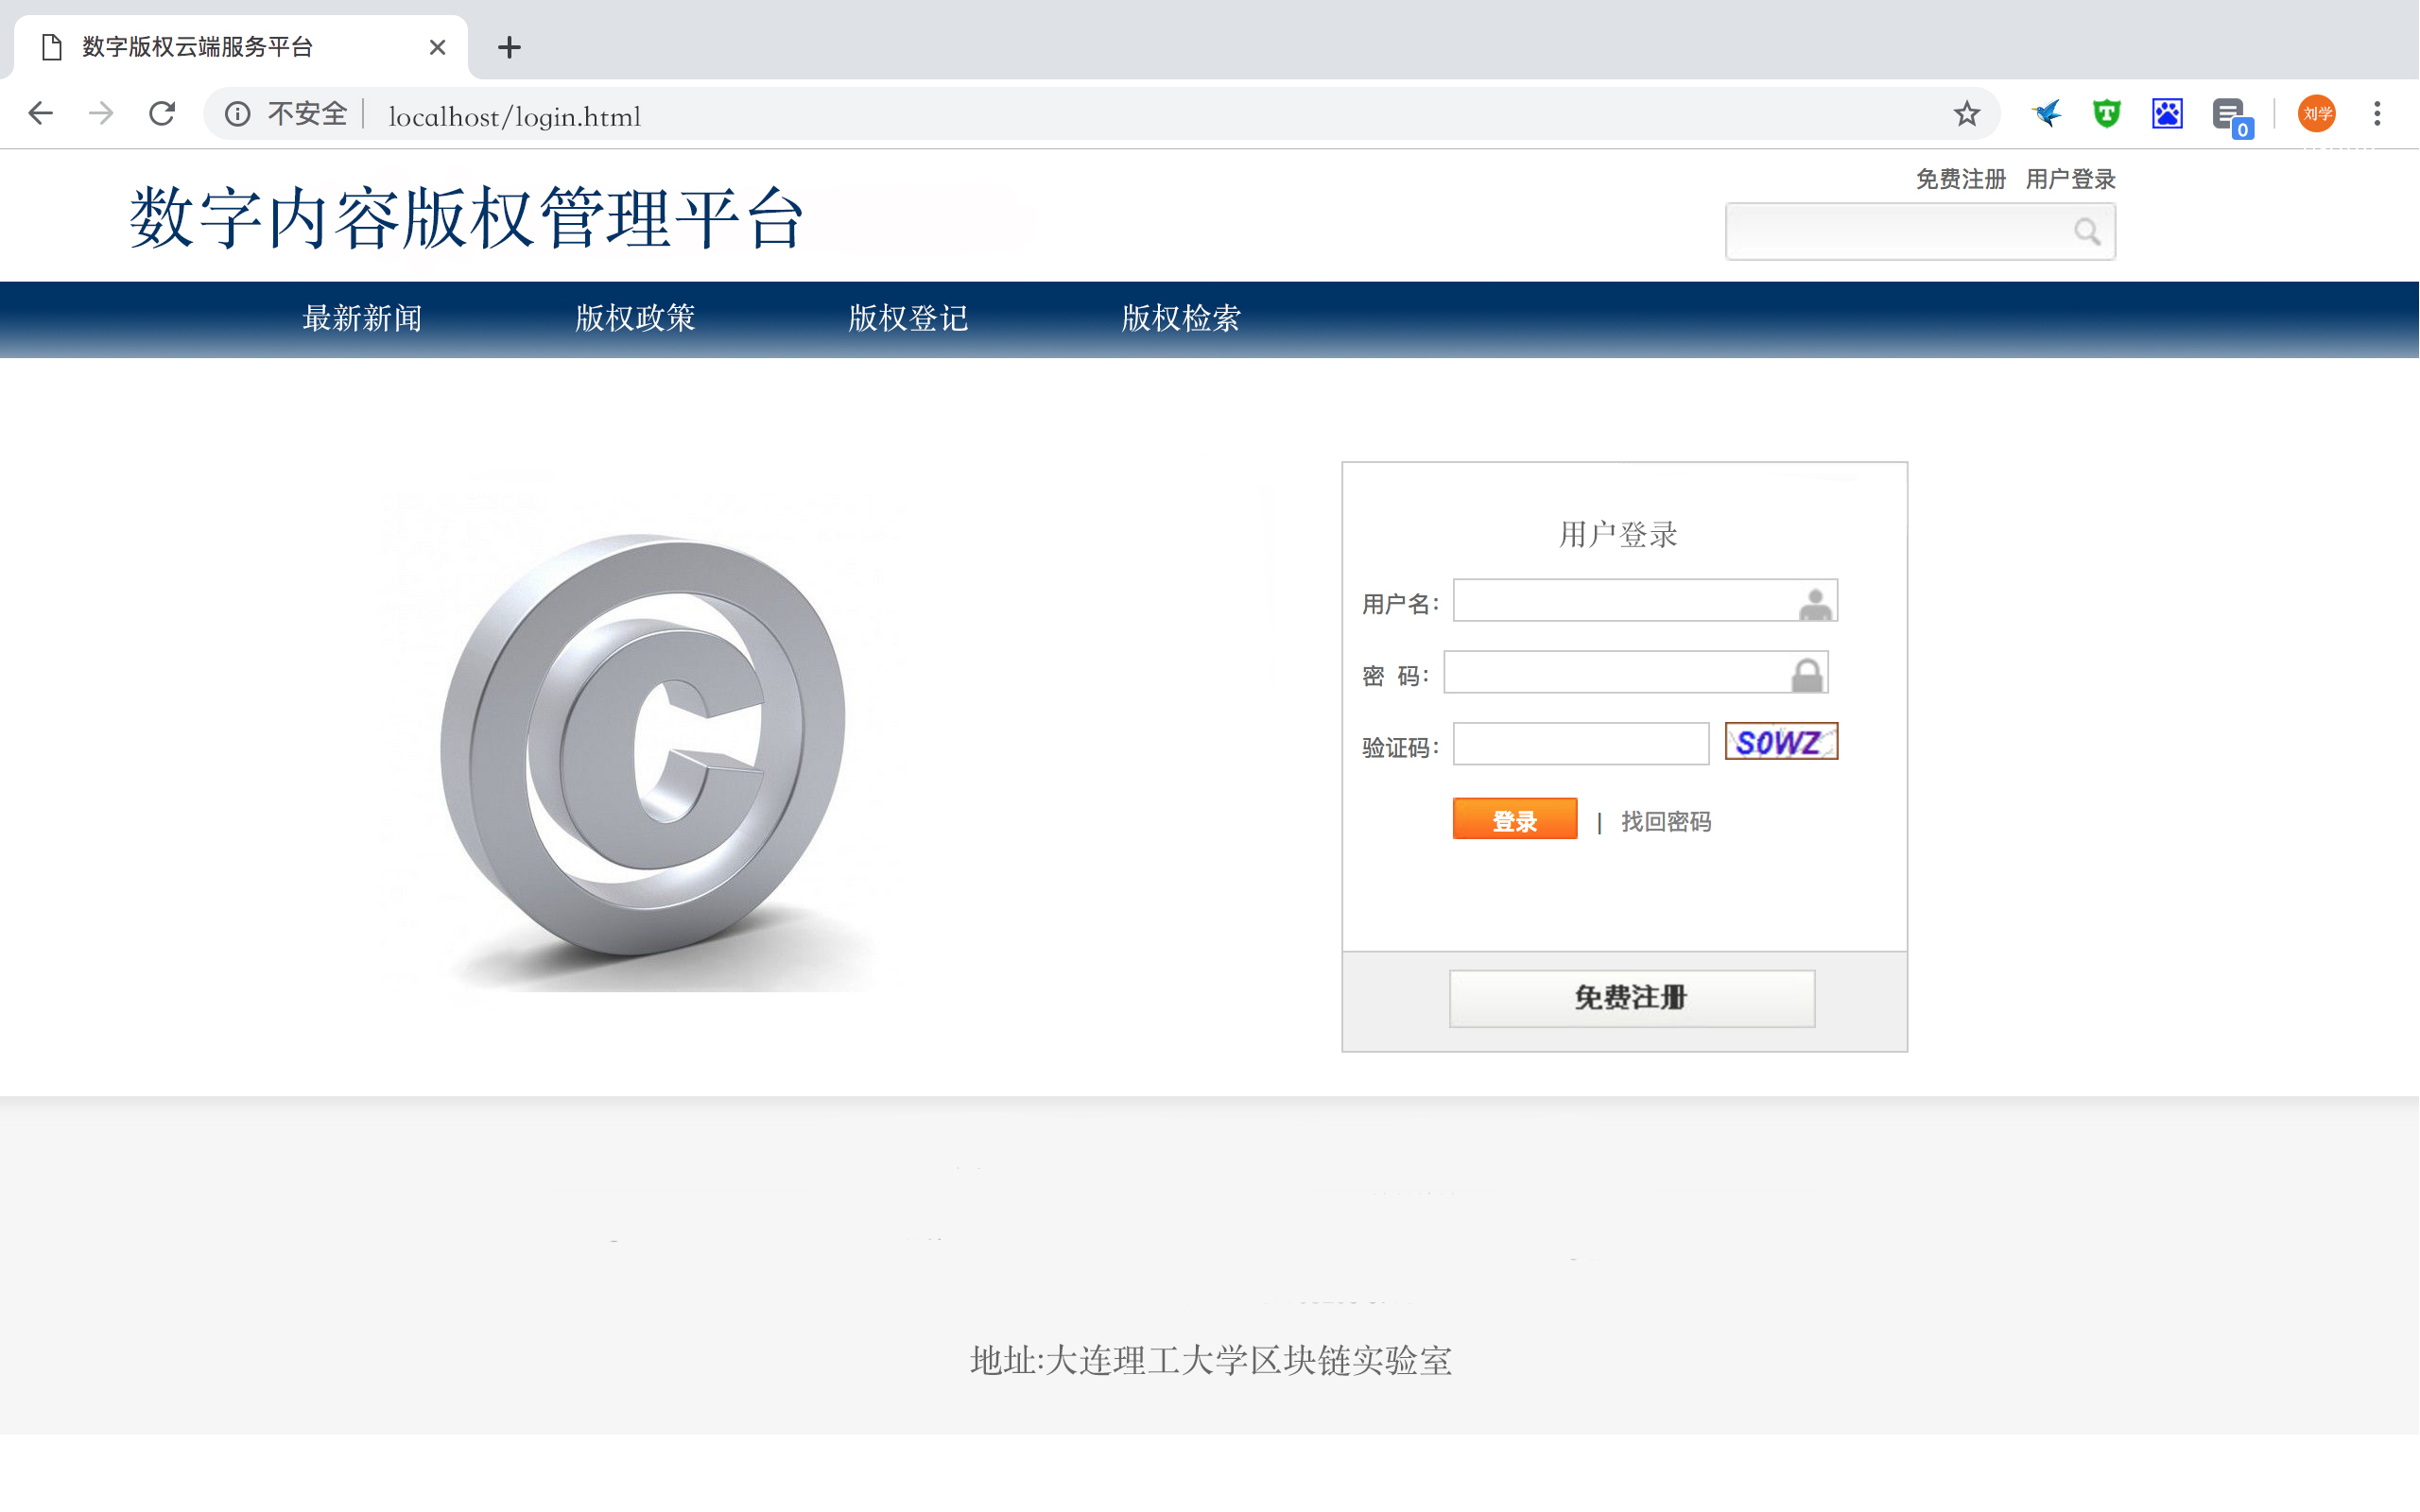 数字版权云端服务平台
不安全 localhost/login.html
0
刘学
免费注册 用户登录
数字内容版权管理平台
最新新闻 版权政策 版权登记 版权检索
用户登录
用户名:
密 码:
验证码: S0WZ
登录 | 找回密码
免费注册
地址:大连理工大学区块链实验室